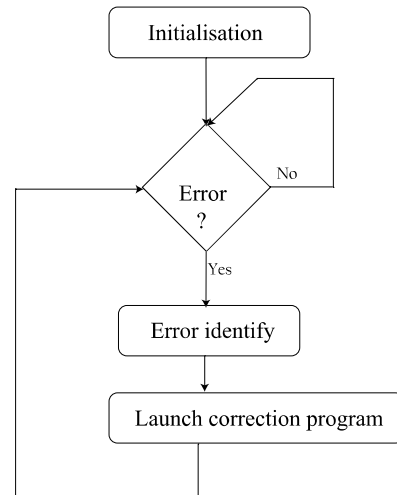 Initialisation
Error
?
No
Yes
Error identify
Launch correction program